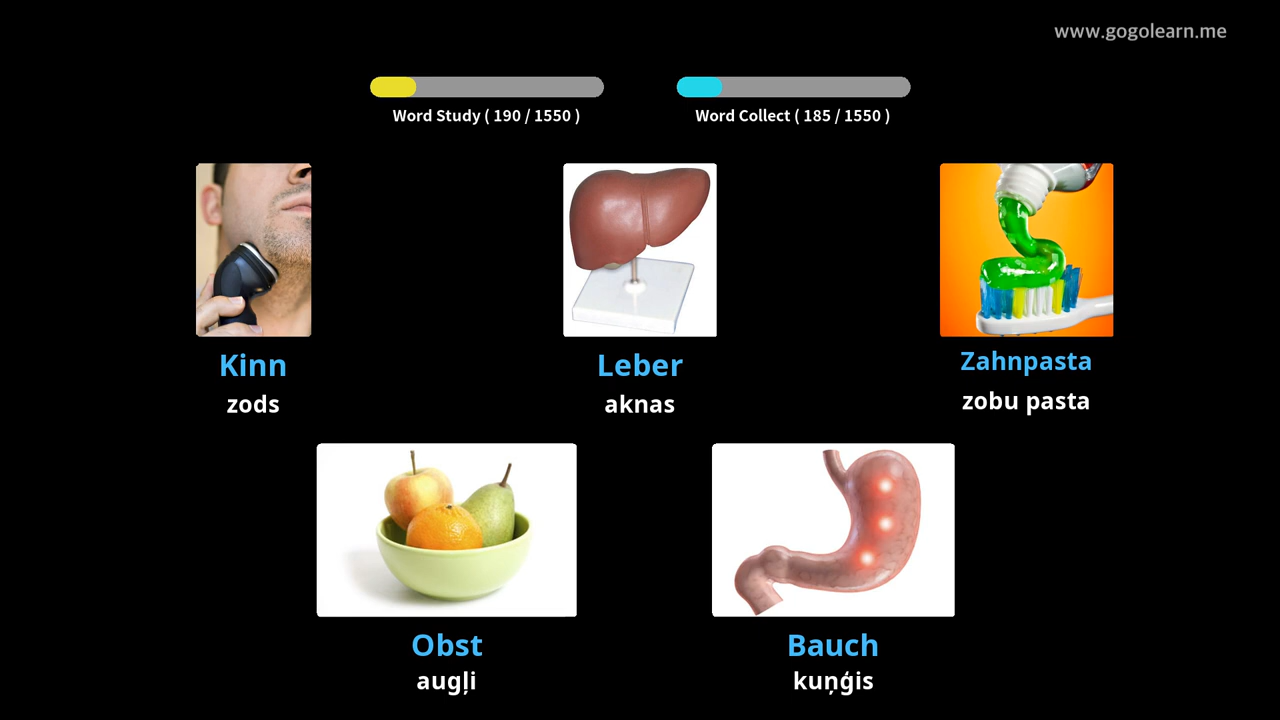 www.gogolearn.me
Word Study ( 190 / 1550 )
Word Collect ( 185 / 1550 )
Kinn
zods
Leber
aknas
Zahnpasta
zobu pasta
Obst
augļi
Bauch
kuņģis